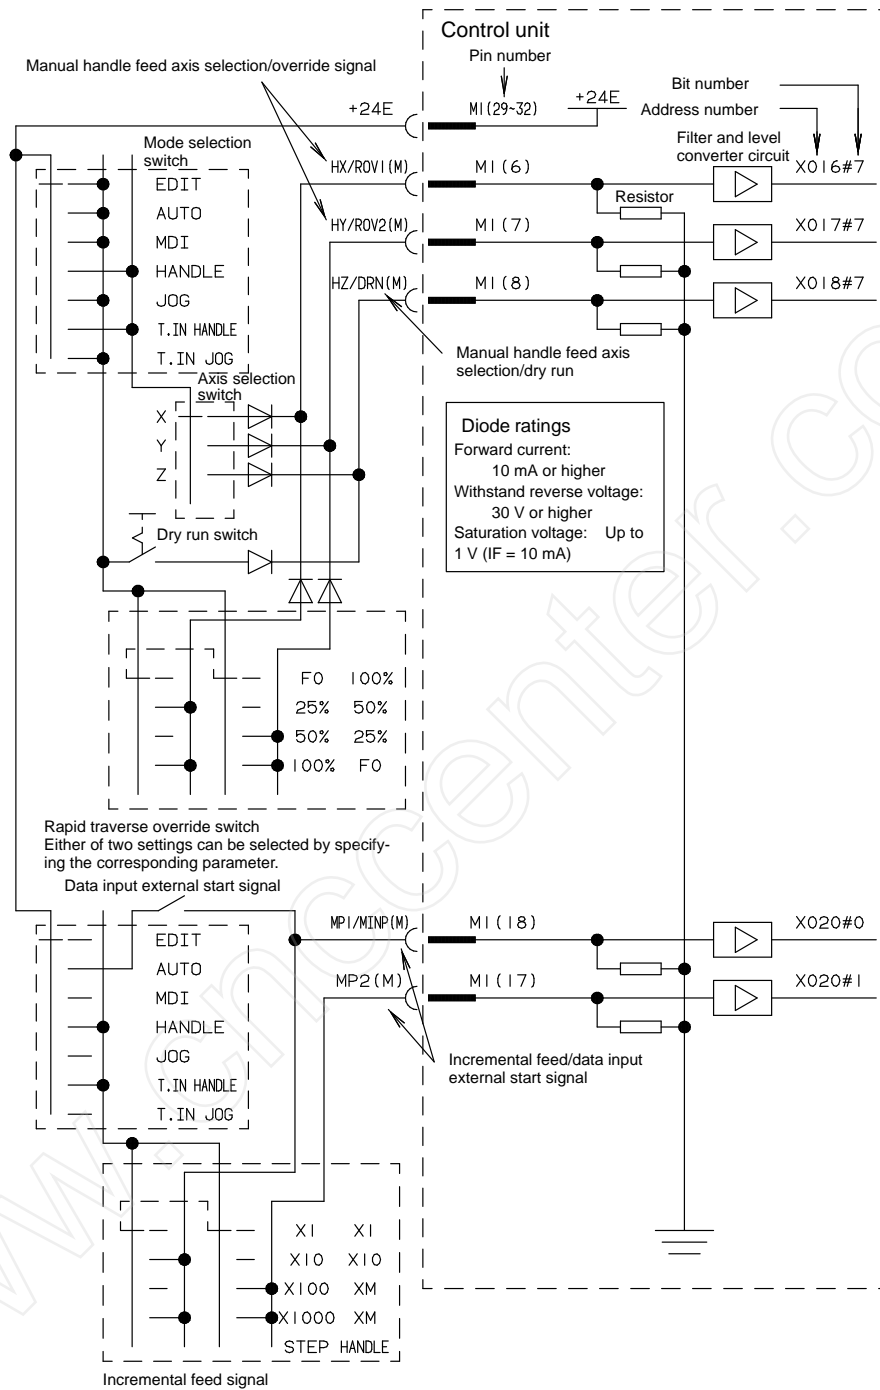 Control unit
Pin number
Manual handle feed axis selection/override signal
Bit number
+24E
MI(29~32)
+24E
Address number
Mode selection
switch
Filter and level
converter circuit
EDIT
HX/ROV1(M)
MI(6)
X016#7
Resistor
AUTO
HY/ROV2(M)
MI(7)
X017#7
MDI
HANDLE
HZ/DRN(M)
MI(8)
X018#7
JOG
T.IN HANDLE
T.IN JOG
Manual handle feed axis
selection/dry run
Axis selection
switch
X
Y
Z
Diode ratings
Forward current:
10 mA or higher
Withstand reverse voltage:
30 V or higher
Saturation voltage: Up to
1 V (IF = 10 mA)
Dry run switch
F0 100%
25% 50%
50% 25%
100% F0
Rapid traverse override switch
Either of two settings can be selected by specify-
ing the corresponding parameter.
Data input external start signal
EDIT
MP1/MINP(M)
MI(18)
X020#0
AUTO
MP2(M)
MI(17)
X020#1
MDI
HANDLE
JOG
T.IN HANDLE
T.IN JOG
Incremental feed/data input
external start signal
X1 X1
X10 X10
X100 XM
X1000 XM
STEP HANDLE
Incremental feed signal
www.cnccenter.co